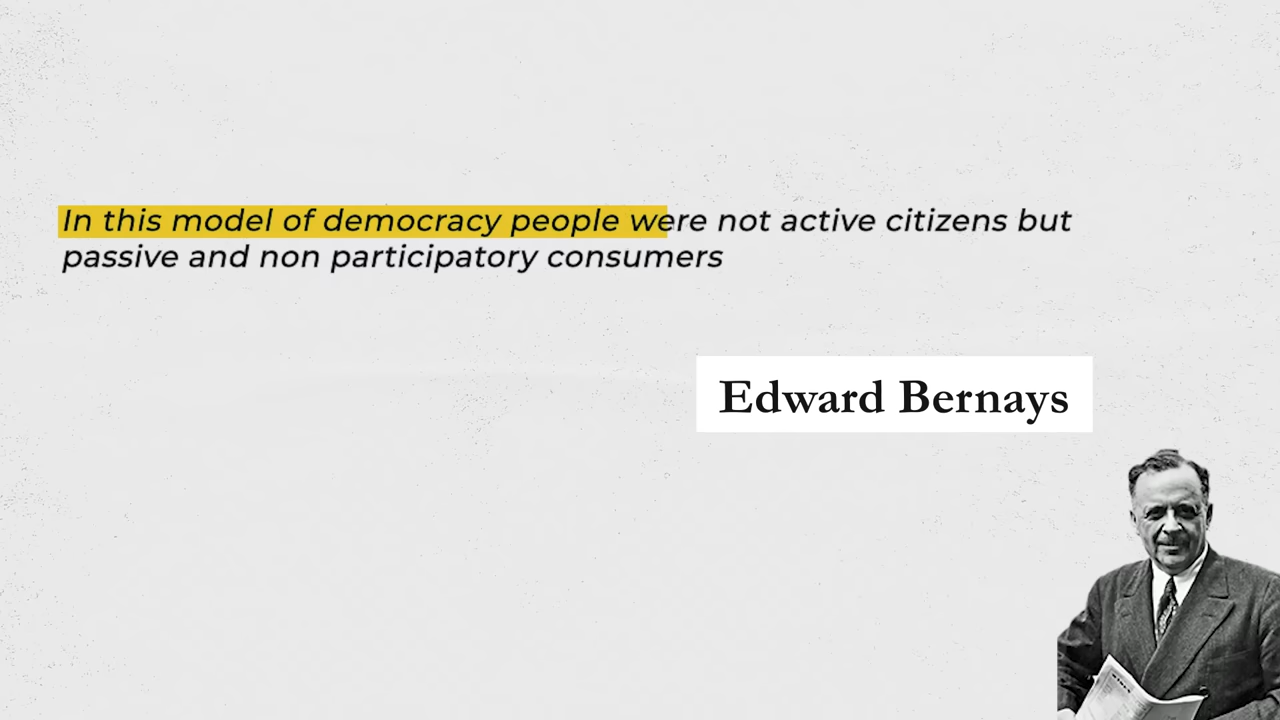 In this model of democracy people were not active citizens but
passive and non participatory consumers
Edward Bernays